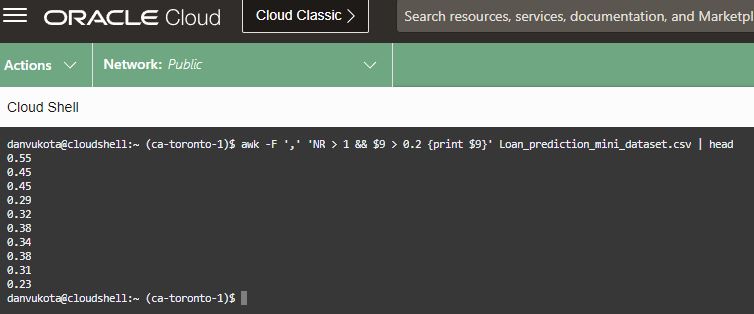 ORACLE Cloud
Cloud Classic >
Search resources, services, documentation, and Marketpl
Actions
Network: Public
Cloud Shell
danvukota@cloudshell:~ (ca-toronto-1)$ awk -F ',' 'NR > 1 && $9 > 0.2 {print $9}' Loan_prediction_mini_dataset.csv | head
0.55
0.45
0.45
0.29
0.32
0.38
0.34
0.38
0.31
0.23
danvukota@cloudshell:~ (ca-toronto-1)$